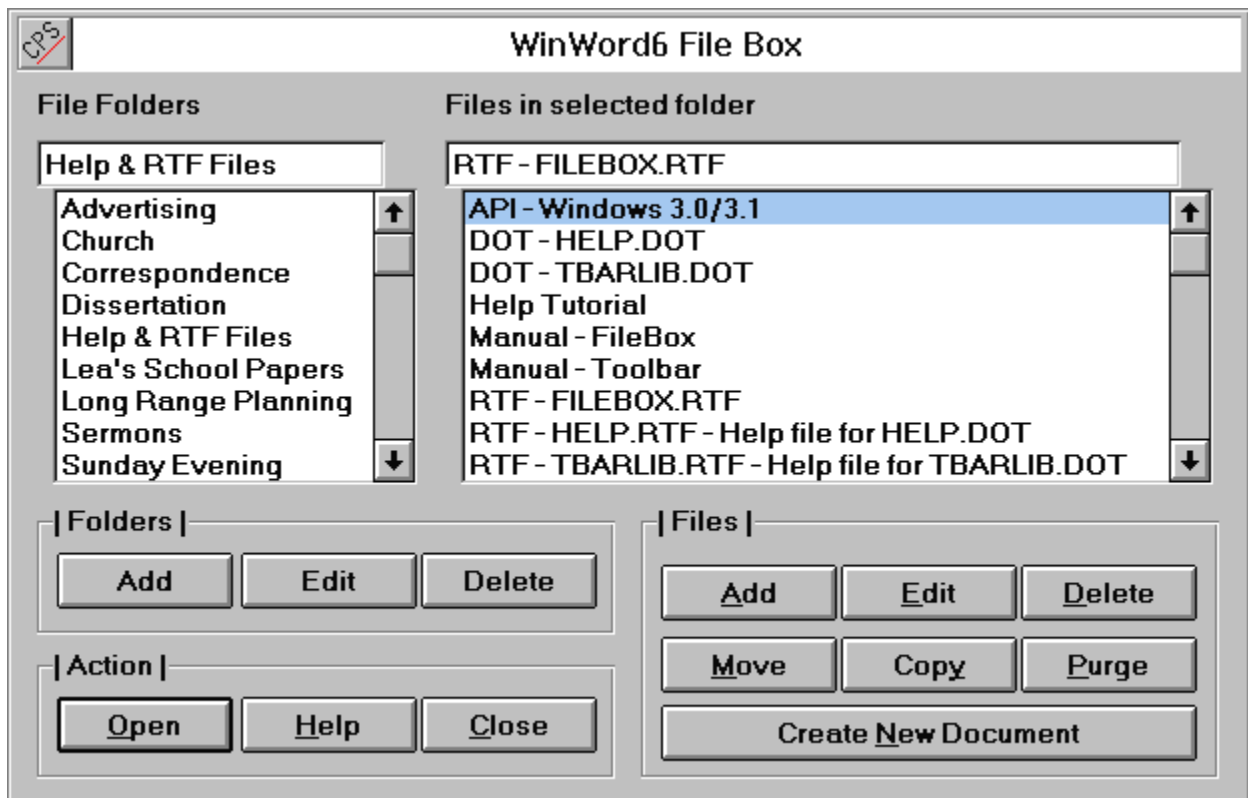 CPS
WinWord6 File Box
File Folders
Files in selected folder
Help & RTF Files
RTF - FILEBOX.RTF
Advertising
Church
Correspondence
Dissertation
Help & RTF Files
Lea's School Papers
Long Range Planning
Sermons
Sunday Evening
API - Windows 3.0/3.1
DOT - HELP.DOT
DOT - TBARLIB.DOT
Help Tutorial
Manual - FileBox
Manual - Toolbar
RTF - FILEBOX.RTF
RTF - HELP.RTF - Help file for HELP.DOT
RTF - TBARLIB.RTF - Help file for TBARLIB.DOT
| Folders |
Add Edit Delete
| Action |
Open Help Close
| Files |
Add Edit Delete
Move Copy Purge
Create New Document